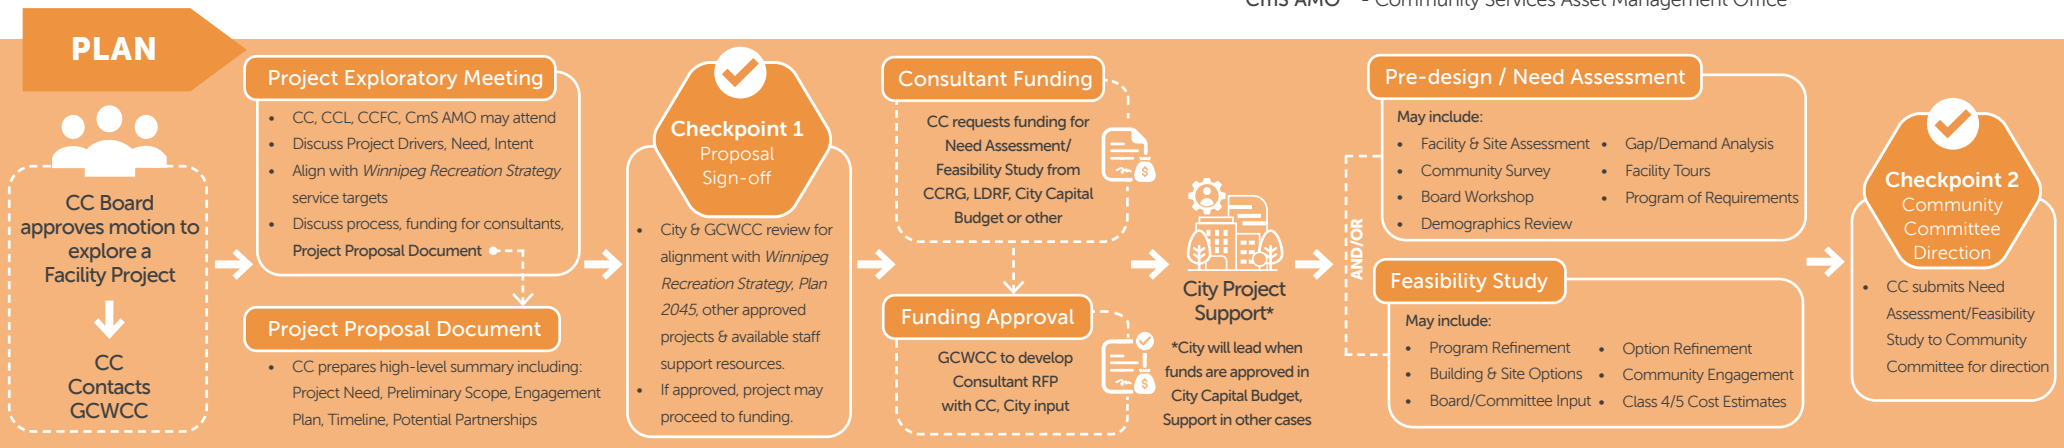 CmS AMO - Community Services Asset Management Office
PLAN
CC Board
approves motion to
explore a
Facility Project
CC
Contacts
GCWCC
Project Exploratory Meeting
• CC, CCL, CCFC, CmS AMO may attend
• Discuss Project Drivers, Need, Intent
• Align with Winnipeg Recreation Strategy
service targets
• Discuss process, funding for consultants,
Project Proposal Document
Project Proposal Document
• CC prepares high-level summary including:
Project Need, Preliminary Scope, Engagement
Plan, Timeline, Potential Partnerships
Checkpoint 1
Proposal
Sign-off
• City & GCWCC review for
alignment with Winnipeg
Recreation Strategy, Plan
2045, other approved
projects & available staff
support resources.
• If approved, project may
proceed to funding.
Consultant Funding
CC requests funding for
Need Assessment/
Feasibility Study from
CCRG, LDRF, City Capital
Budget or other
Funding Approval
GCWCC to develop
Consultant RFP
with CC, City input
City Project
Support*
*City will lead when
funds are approved in
City Capital Budget,
Support in other cases
AND/OR
Pre-design / Need Assessment
May include:
• Facility & Site Assessment
• Community Survey
• Board Workshop
• Demographics Review
• Gap/Demand Analysis
• Facility Tours
• Program of Requirements
Feasibility Study
May include:
• Program Refinement
• Building & Site Options
• Board/Committee Input
• Option Refinement
• Community Engagement
• Class 4/5 Cost Estimates
Checkpoint 2
Community
Committee
Direction
• CC submits Need
Assessment/Feasibility
Study to Community
Committee for direction